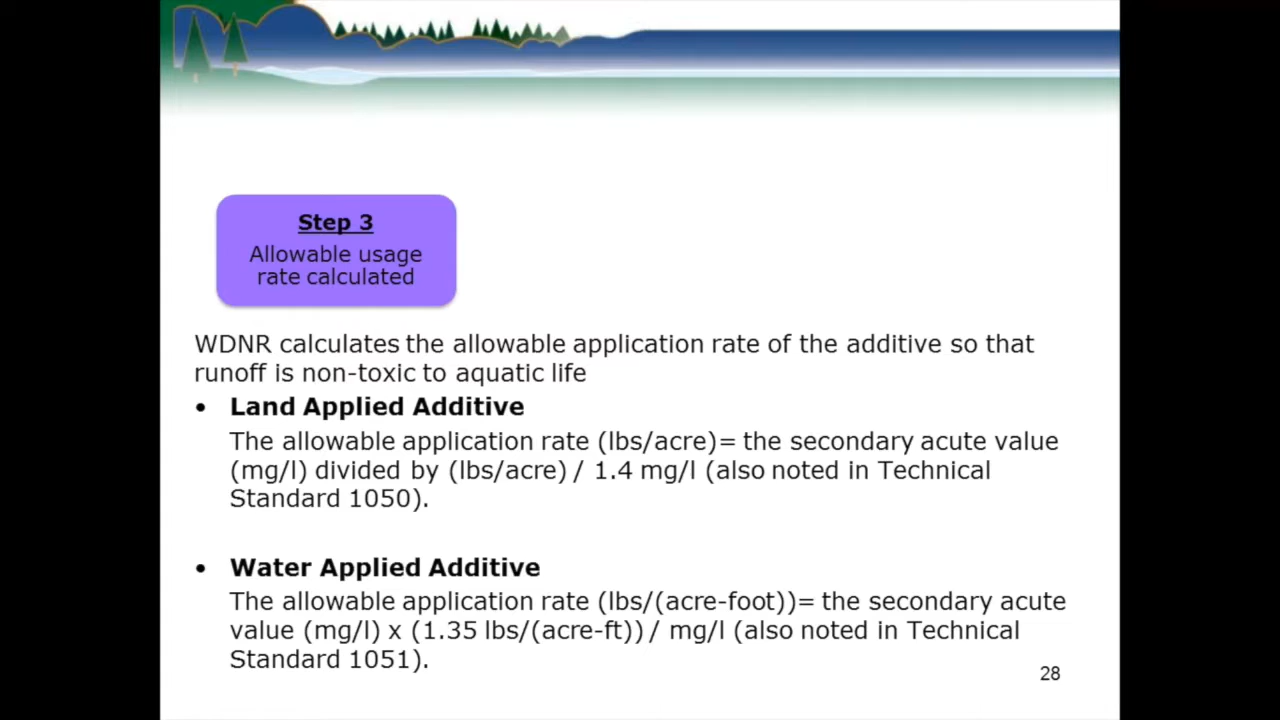 Step 3
Allowable usage
rate calculated
WDNR calculates the allowable application rate of the additive so that
runoff is non-toxic to aquatic life
• Land Applied Additive
The allowable application rate (lbs/acre)= the secondary acute value
(mg/l) divided by (lbs/acre) / 1.4 mg/l (also noted in Technical
Standard 1050).
• Water Applied Additive
The allowable application rate (lbs/(acre-foot))= the secondary acute
value (mg/l) x (1.35 lbs/(acre-ft)) / mg/l (also noted in Technical
Standard 1051).
28